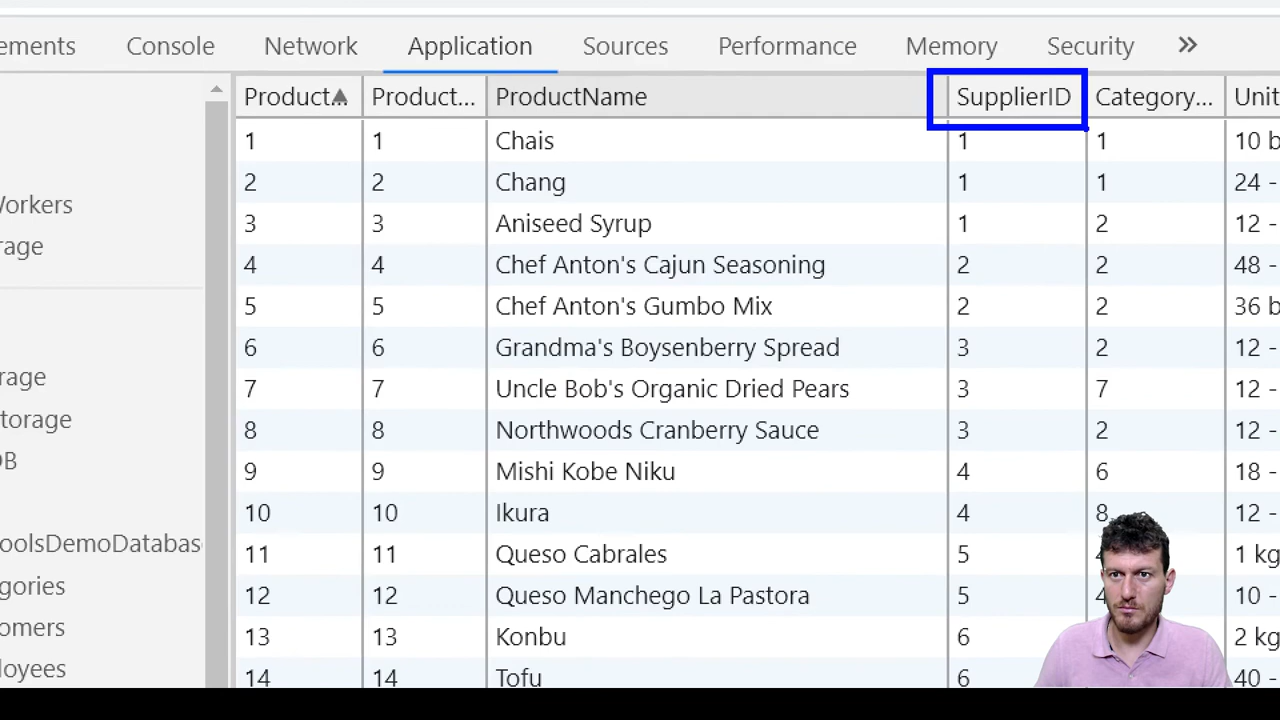 ements Console Network Application Sources Performance Memory Security »
Product... Product... ProductName SupplierID Category... Unit
1 1 Chais 1 1 10 b
2 2 Chang 1 1 24 -
Workers
3 3 Aniseed Syrup 1 2 12 -
rage
4 4 Chef Anton's Cajun Seasoning 2 2 48 -
5 5 Chef Anton's Gumbo Mix 2 2 36 b
6 6 Grandma's Boysenberry Spread 3 2 12 -
rage
7 7 Uncle Bob's Organic Dried Pears 3 7 12 -
torage
8 8 Northwoods Cranberry Sauce 3 2 12 -
DB
9 9 Mishi Kobe Niku 4 6 18 -
10 10 Ikura 4 8 12 -
oolsDemoDatabas
11 11 Queso Cabrales 5 4 1 kg
gories
12 12 Queso Manchego La Pastora 5 4 10 -
omers
13 13 Konbu 6 2 kg
loyees
14 14 Tofu 6 40 -